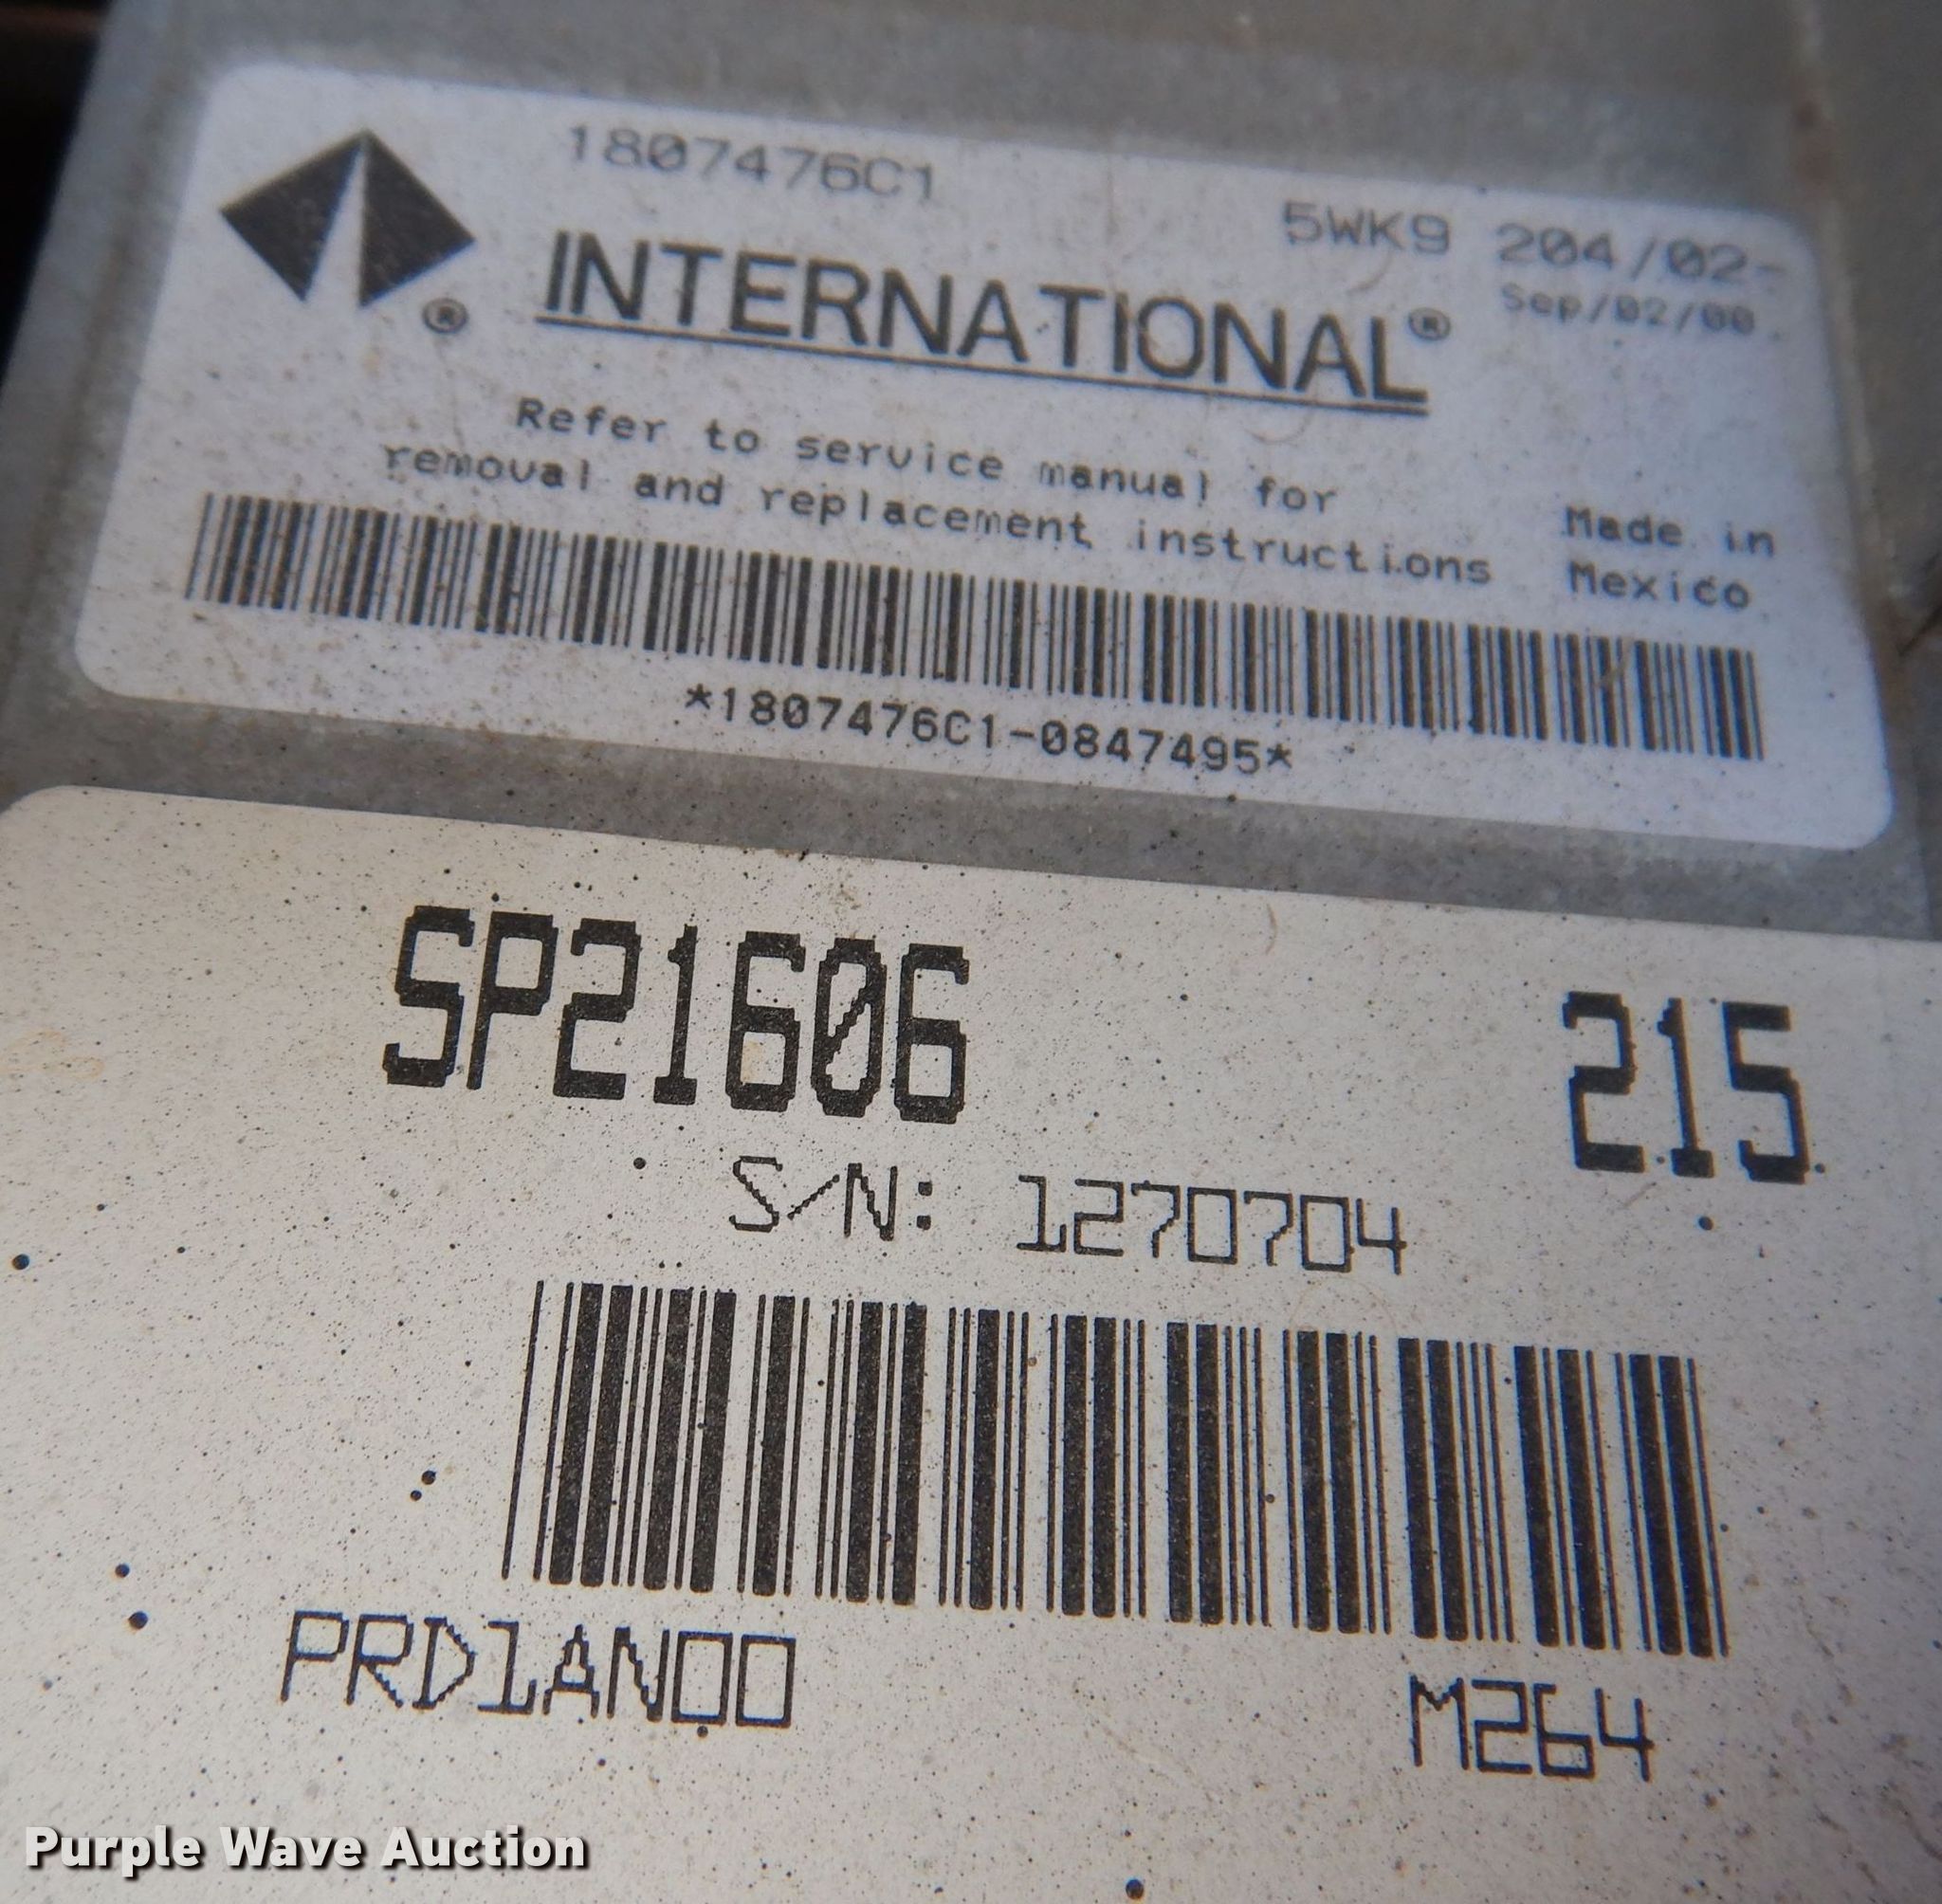 1807476C1
5WK9 204/02-
Sep/02/00
INTERNATIONAL®
®
Refer to service manual for
removal and replacement instructions
Made in
Mexico
*1807476C1-0847495*
SP21606
215
S/N: 1270704
PRD1AN00
M264
Purple Wave Auction